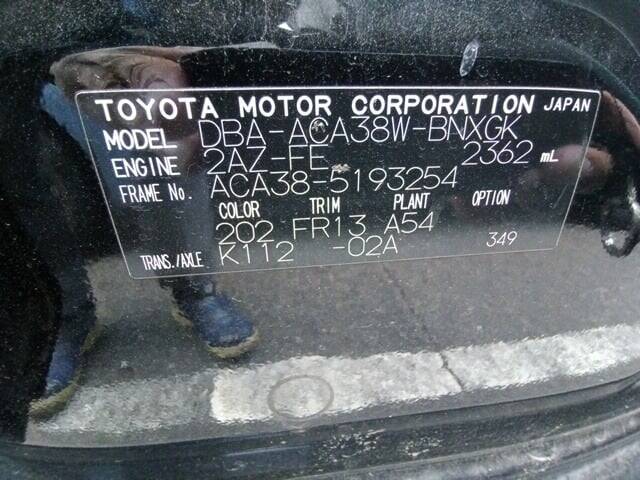 TOYOTA MOTOR CORPORATION JAPAN
MODEL DBA-ACA38W-BNXGK
ENGINE 2AZ-FE 2362 mL
FRAME No. ACA38-5193254
COLOR TRIM PLANT OPTION
202 FR13 A54 349
TRANS./AXLE K112 -02A